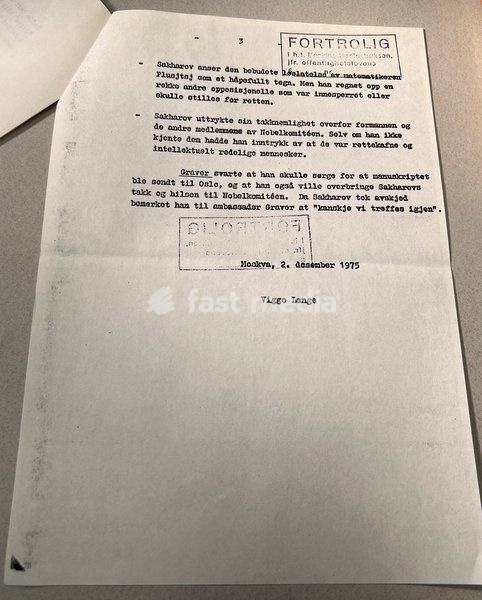 - 3 -
FORTROLIG
i h.t. Beskyttelsesinstruksen,
jfr. offentlighetslovens
- Sakharov anser den bebudete løslatelse av matematikeren
Plusjtsj som et håpefullt tegn. Men han regnet opp en
rekke andre opposisjonelle som var innesperret eller
skulle stilles for retten.
- Sakharov uttrykte sin takknemlighet overfor formannen og
de andre medlemmene av Nobelkomitéen. Selv om han ikke
kjente dem hadde han inntrykk av at de var rettskafne og
intellektuelt redelige mennesker.
Graver svarte at han skulle sørge for at manuskriptet
ble sendt til Oslo, og at han også ville overbringe Sakharovs
takk og hilsen til Nobelkomitéen. Da Sakharov tok avskjed
bemerket han til ambassadør Graver at "kanskje vi treffes igjen".
FORTROLIG
Moskva, 2. desember 1975
Viggo Lange
fast media